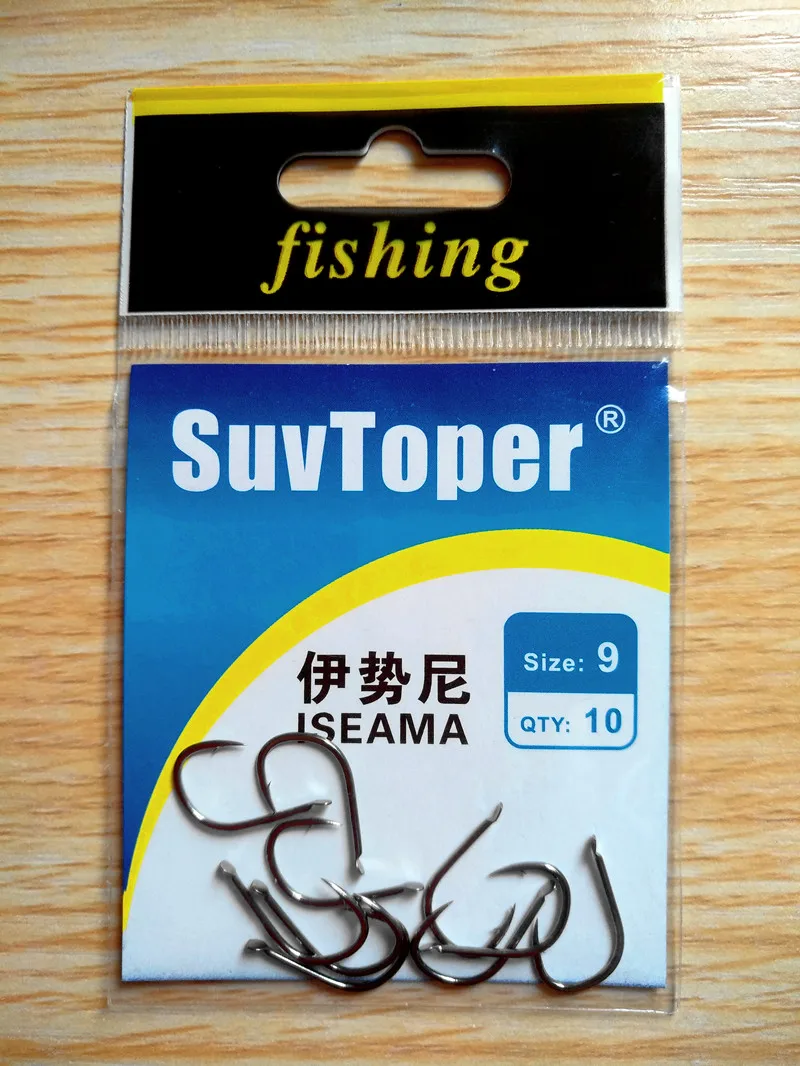 fishing
SuvToper®
伊势尼
ISEAMA
Size: 9
QTY: 10